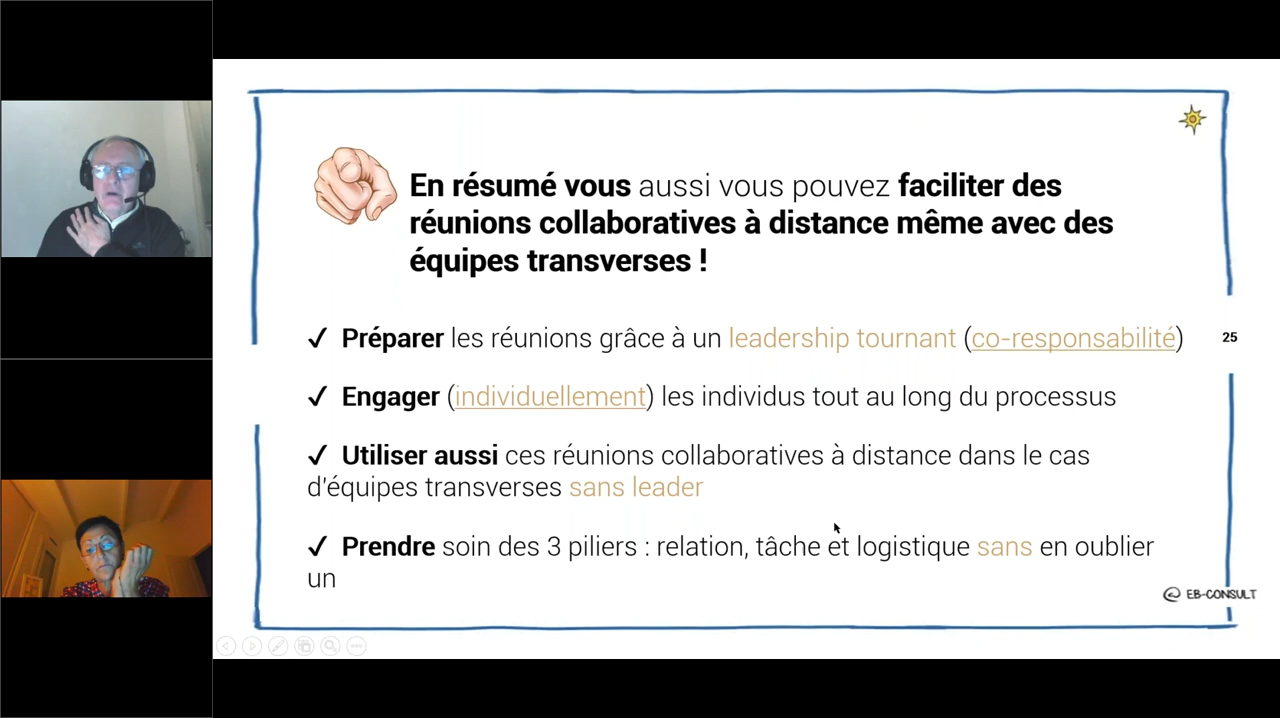 En résumé vous aussi vous pouvez faciliter des
réunions collaboratives à distance même avec des
équipes transverses !
✓ Préparer les réunions grâce à un leadership tournant (co-responsabilité)
25
✓ Engager (individuellement) les individus tout au long du processus
✓ Utiliser aussi ces réunions collaboratives à distance dans le cas
d'équipes transverses sans leader
✓ Prendre soin des 3 piliers : relation, tâche et logistique sans en oublier
un
@ EB-CONSULT